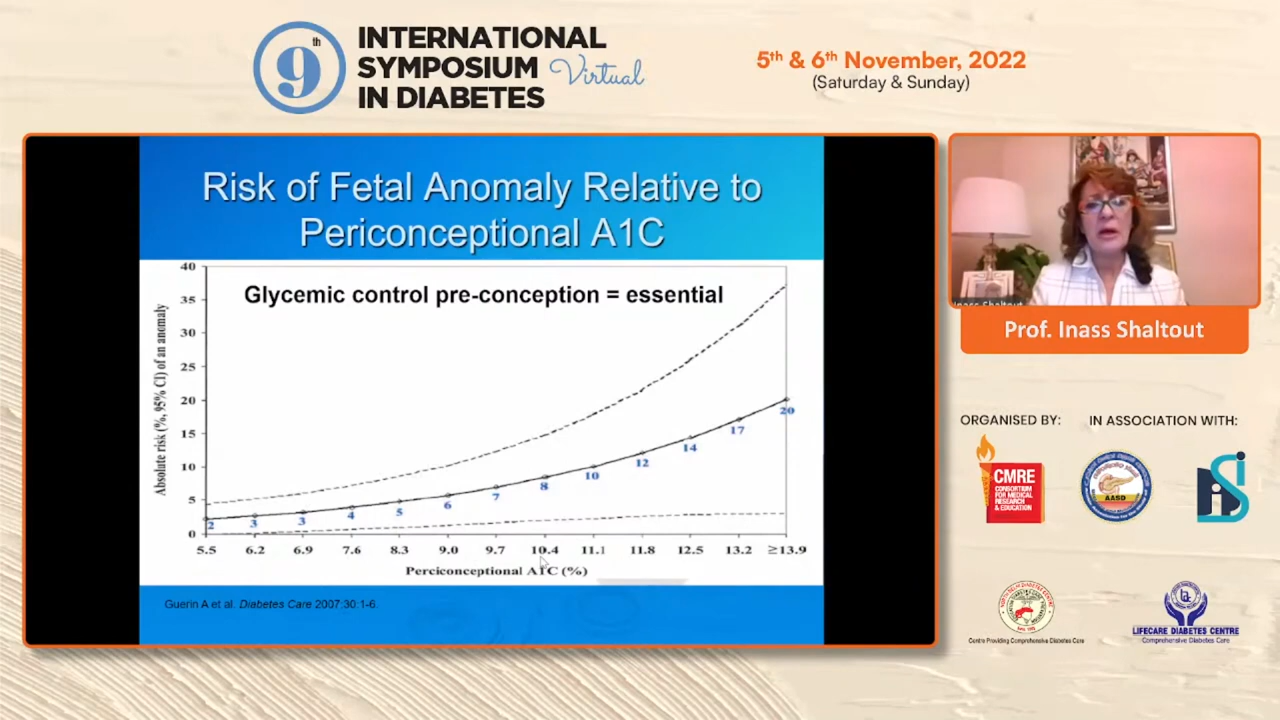 9th
INTERNATIONAL
SYMPOSIUM Virtual
IN DIABETES
5th & 6th November, 2022
(Saturday & Sunday)
Risk of Fetal Anomaly Relative to
Periconceptional A1C
Glycemic control pre-conception = essential
Absolute risk (%, 95% CI) of an anomaly
40
35
30
25
20
15
10
5
0
2 3 3 4 5 6 7 8 10 12 14 17 20
5.5 6.2 6.9 7.6 8.3 9.0 9.7 10.4 11.1 11.8 12.5 13.2 ≥13.9
Perciconceptional A1C (%)
Guerin A et al. Diabetes Care 2007:30:1-6.
Inass Shaltout
Prof. Inass Shaltout
ORGANISED BY:
IN ASSOCIATION WITH:
CMRE
CONSORTIUM
FOR MEDICAL
RESEARCH
& EDUCATION
AASD
Centre Providing Comprehensive Diabetes Care
LIFECARE DIABETES CENTRE
Comprehensive Diabetes Care